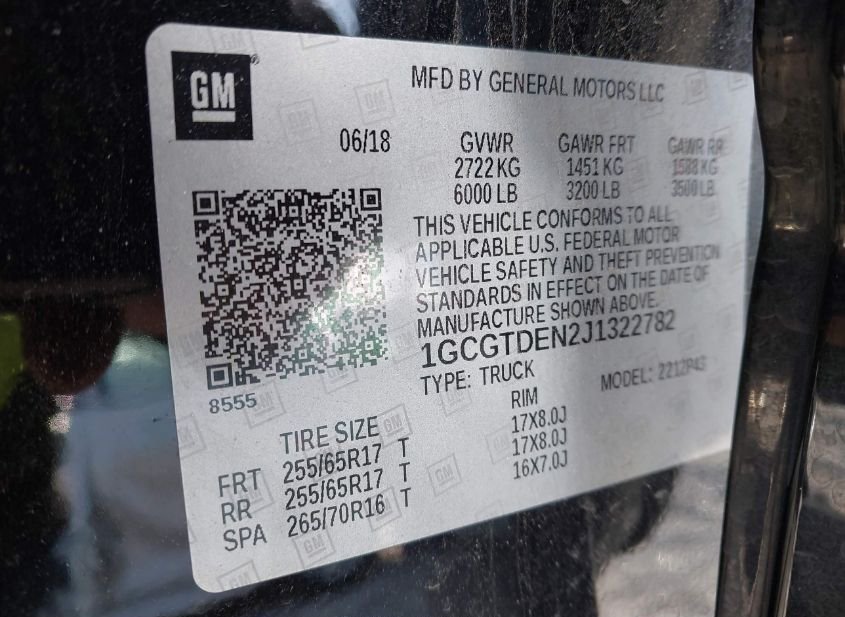 GM®
MFD BY GENERAL MOTORS LLC
06/18 GVWR GAWR FRT GAWR RR
2722 KG 1451 KG 1588 KG
6000 LB 3200 LB 3500 LB
THIS VEHICLE CONFORMS TO ALL
APPLICABLE U.S. FEDERAL MOTOR
VEHICLE SAFETY AND THEFT PREVENTION
STANDARDS IN EFFECT ON THE DATE OF
MANUFACTURE SHOWN ABOVE.
1GCGTDEN2J1322782
8555
TYPE: TRUCK MODEL: 2212P43
TIRE SIZE RIM
FRT 255/65R17 T 17X8.0J
RR 255/65R17 T 17X8.0J
SPA 265/70R16 T 16X7.0J